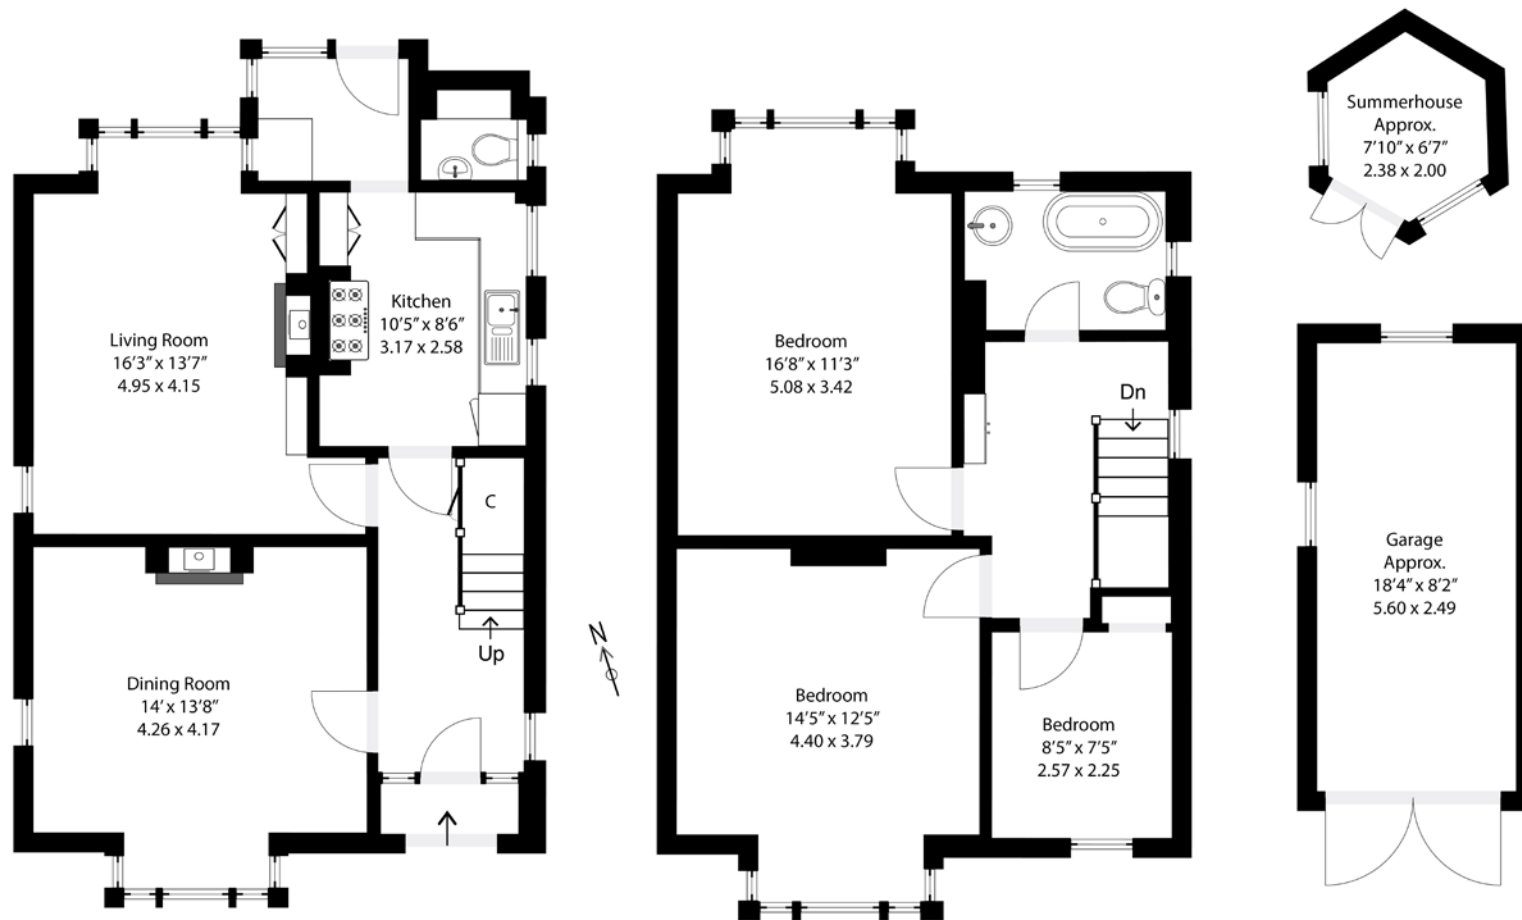 Living Room
16'3" x 13'7"
4.95 x 4.15
Kitchen
10'5" x 8'6"
3.17 x 2.58
C
Up
Dining Room
14' x 13'8"
4.26 x 4.17
N
Bedroom
16'8" x 11'3"
5.08 x 3.42
Dn
Bedroom
14'5" x 12'5"
4.40 x 3.79
Bedroom
8'5" x 7'5"
2.57 x 2.25
Summerhouse
Approx.
7'10" x 6'7"
2.38 x 2.00
Garage
Approx.
18'4" x 8'2"
5.60 x 2.49